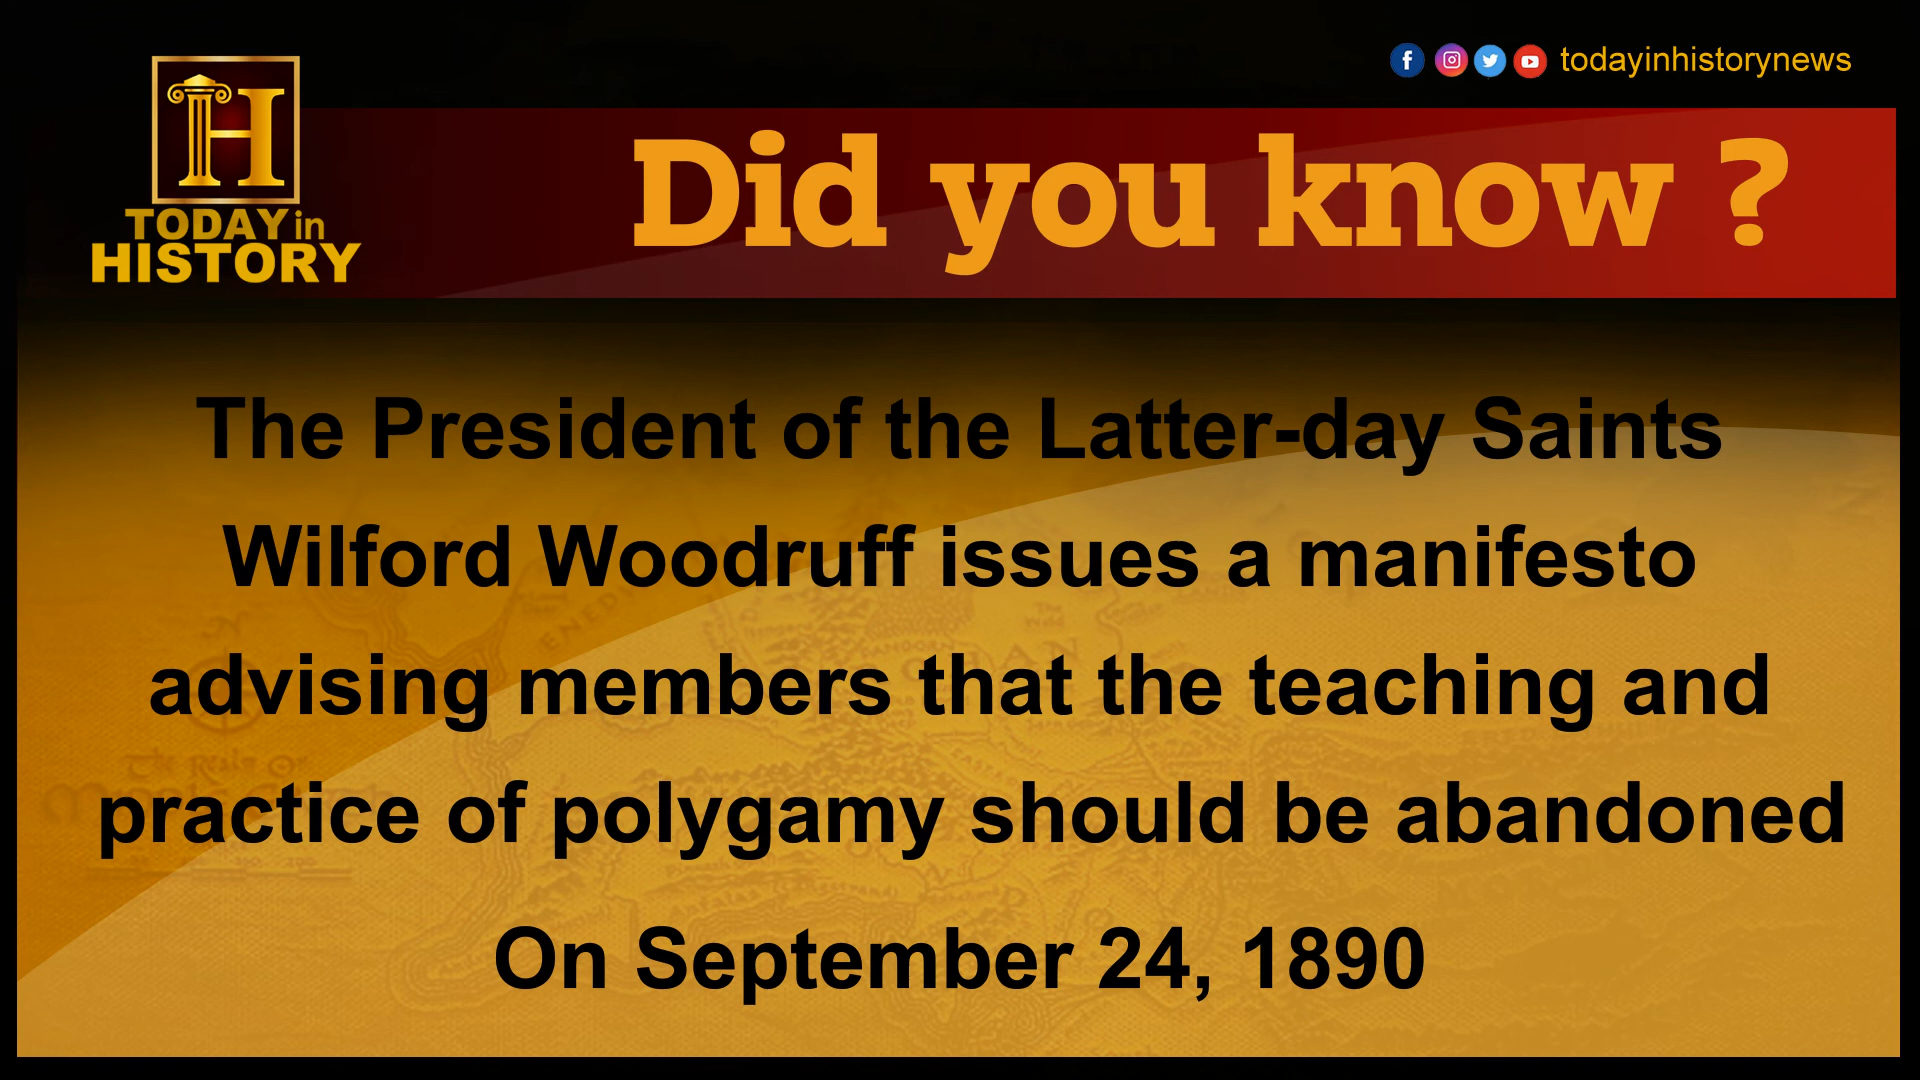 todayinhistorynews
H
TODAY in
HISTORY
Did you know ?
The President of the Latter-day Saints
Wilford Woodruff issues a manifesto
advising members that the teaching and
practice of polygamy should be abandoned
On September 24, 1890